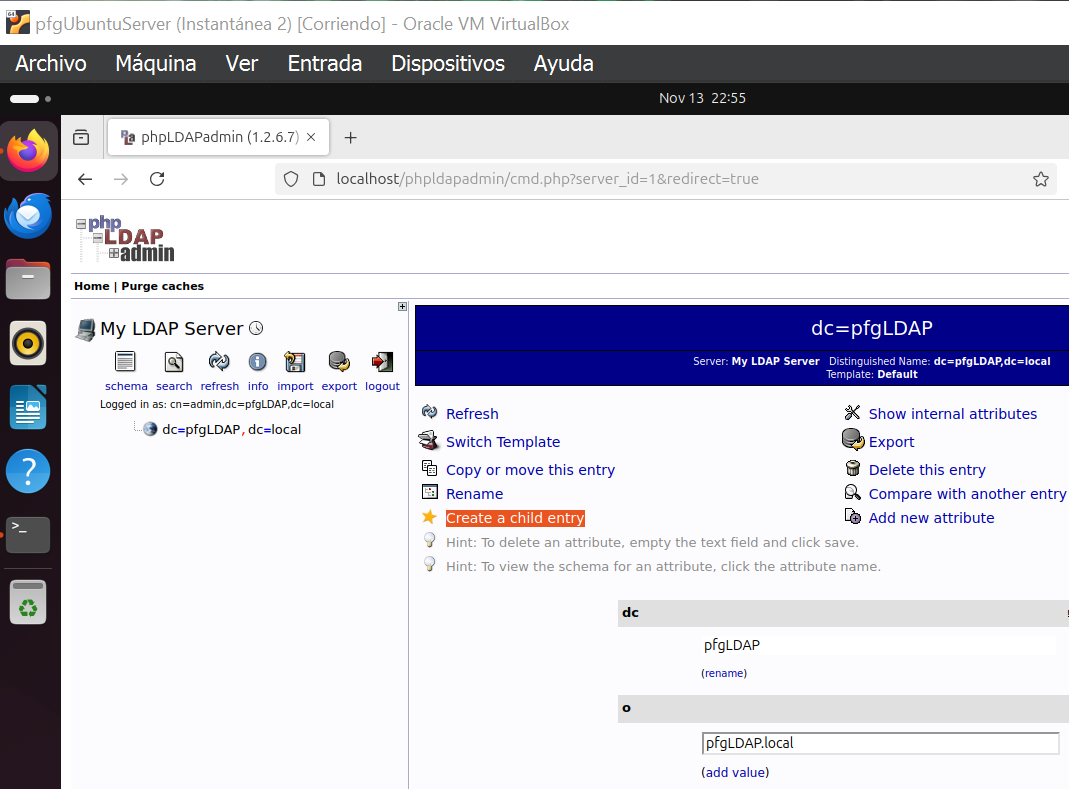 pfgUbuntuServer (Instantánea 2) [Corriendo] - Oracle VM VirtualBox
Archivo Máquina Ver Entrada Dispositivos Ayuda
Nov 13 22:55
phpLDAPadmin (1.2.6.7)
localhost/phpldapadmin/cmd.php?server_id=1&redirect=true
php
LDAP
admin
Home | Purge caches
My LDAP Server
schema search refresh info import export logout
Logged in as: cn=admin,dc=pfgLDAP,dc=local
dc=pfgLDAP,dc=local
dc=pfgLDAP
Server: My LDAP Server Distinguished Name: dc=pfgLDAP,dc=local
Template: Default
Refresh Show internal attributes
Switch Template Export
Copy or move this entry Delete this entry
Rename Compare with another entry
Create a child entry Add new attribute
Hint: To delete an attribute, empty the text field and click save.
Hint: To view the schema for an attribute, click the attribute name.
dc
pfgLDAP
(rename)
o
pfgLDAP.local
(add value)